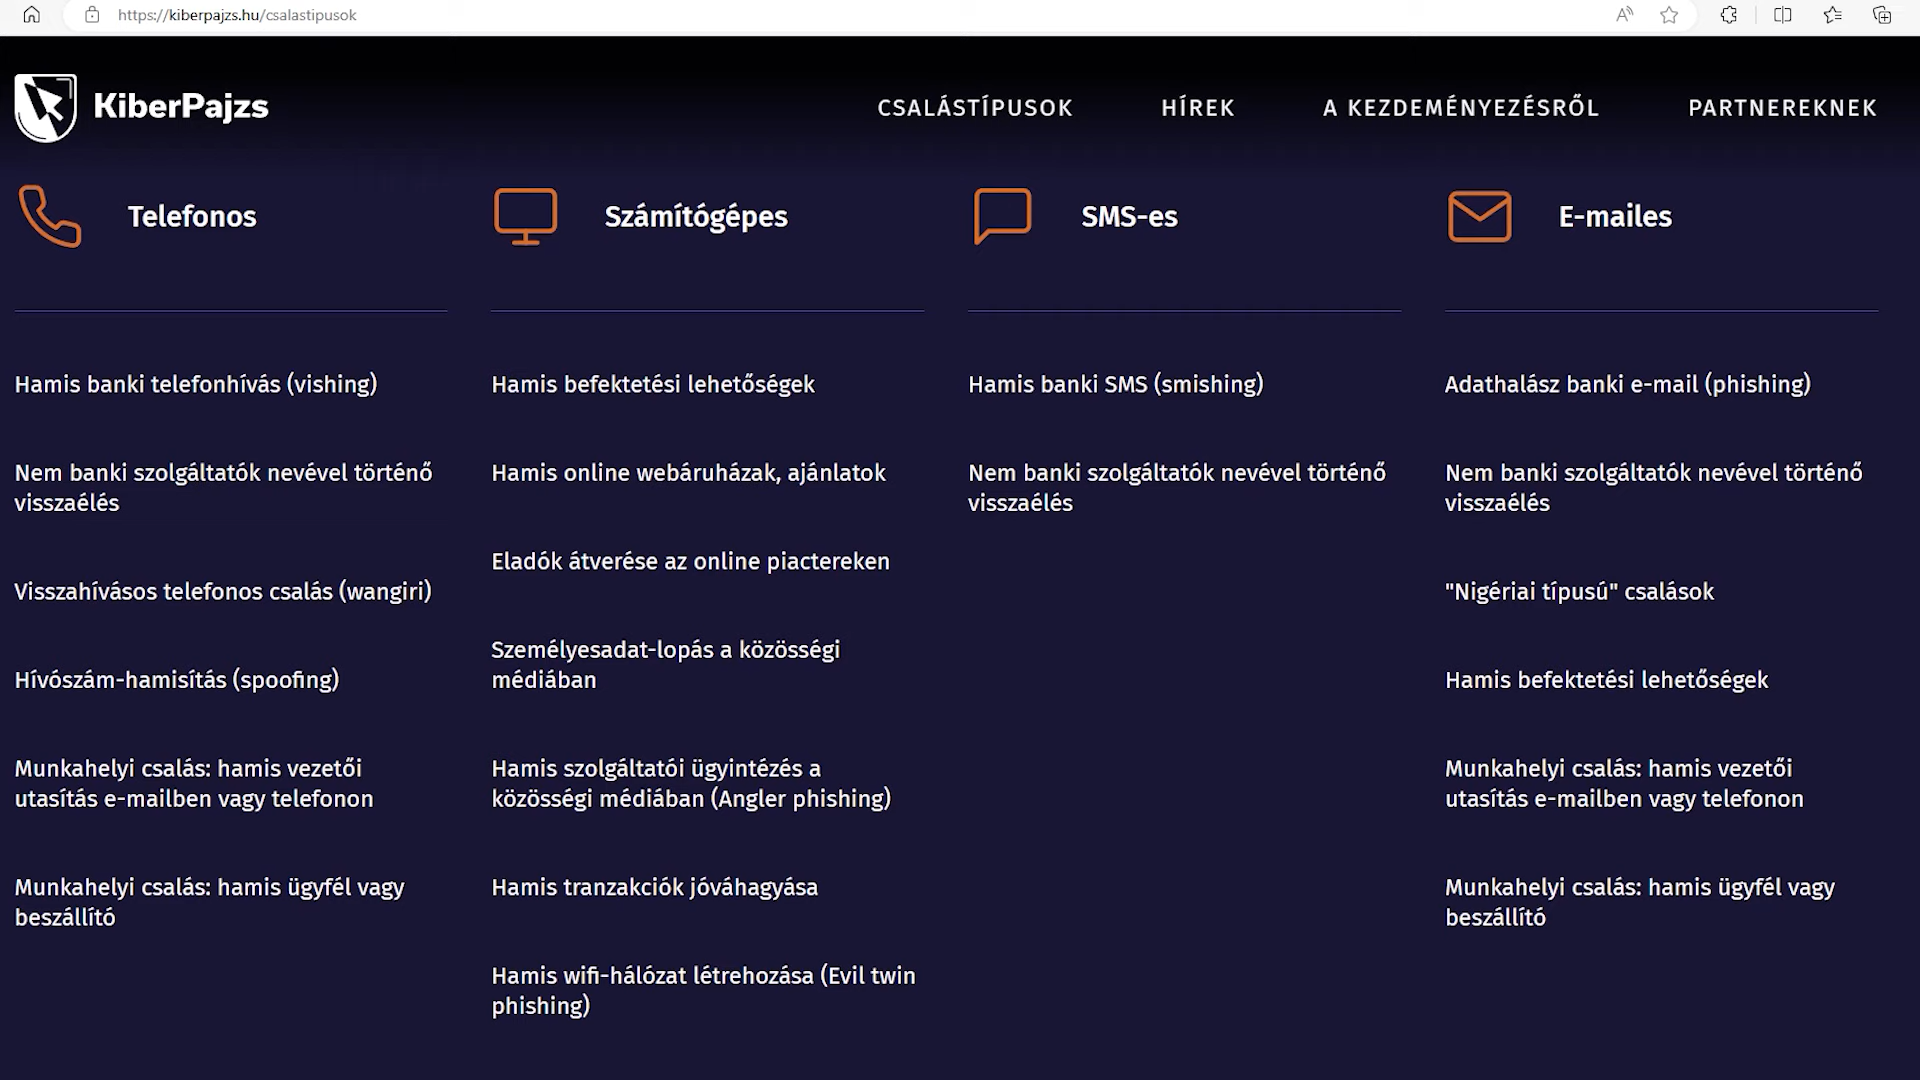 https://kiberpajzs.hu/csalastipusok
KiberPajzs
CSALÁSTÍPUSOK
HÍREK
A KEZDEMÉNYEZÉSRŐL
PARTNEREKNEK
Telefonos
Hamis banki telefonhívás (vishing)
Nem banki szolgáltatók nevével történő
visszaélés
Visszahívásos telefonos csalás (wangiri)
Hívószám-hamisítás (spoofing)
Munkahelyi csalás: hamis vezetői
utasítás e-mailben vagy telefonon
Munkahelyi csalás: hamis ügyfél vagy
beszállító
Számítógépes
Hamis befektetési lehetőségek
Hamis online webáruházak, ajánlatok
Eladók átverése az online piactereken
Személyesadat-lopás a közösségi
médiában
Hamis szolgáltatói ügyintézés a
közösségi médiában (Angler phishing)
Hamis tranzakciók jóváhagyása
Hamis wifi-hálózat létrehozása (Evil twin
phishing)
SMS-es
Hamis banki SMS (smishing)
Nem banki szolgáltatók nevével történő
visszaélés
E-mailes
Adathalász banki e-mail (phishing)
Nem banki szolgáltatók nevével történő
visszaélés
"Nigériai típusú" csalások
Hamis befektetési lehetőségek
Munkahelyi csalás: hamis vezetői
utasítás e-mailben vagy telefonon
Munkahelyi csalás: hamis ügyfél vagy
beszállító